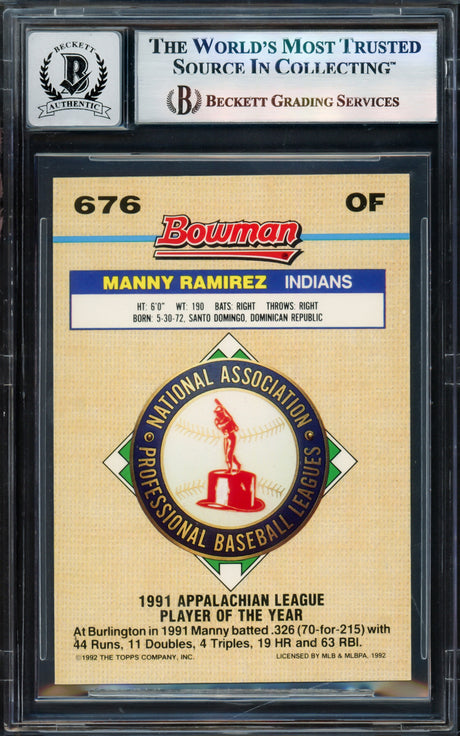 BECKETT
B
AUTHENTIC
THE WORLD'S MOST TRUSTED
SOURCE IN COLLECTING™
B BECKETT GRADING SERVICES
676
OF
Bowman
MANNY RAMIREZ INDIANS
HT: 6'0" WT: 190 BATS: RIGHT THROWS: RIGHT
BORN: 5-30-72, SANTO DOMINGO, DOMINICAN REPUBLIC
NATIONAL ASSOCIATION
PROFESSIONAL BASEBALL LEAGUES
1991 APPALACHIAN LEAGUE
PLAYER OF THE YEAR
At Burlington in 1991 Manny batted .326 (70-for-215) with
44 Runs, 11 Doubles, 4 Triples, 19 HR and 63 RBI.
©1992 THE TOPPS COMPANY, INC. LICENSED BY MLB & MLBPA, 1992